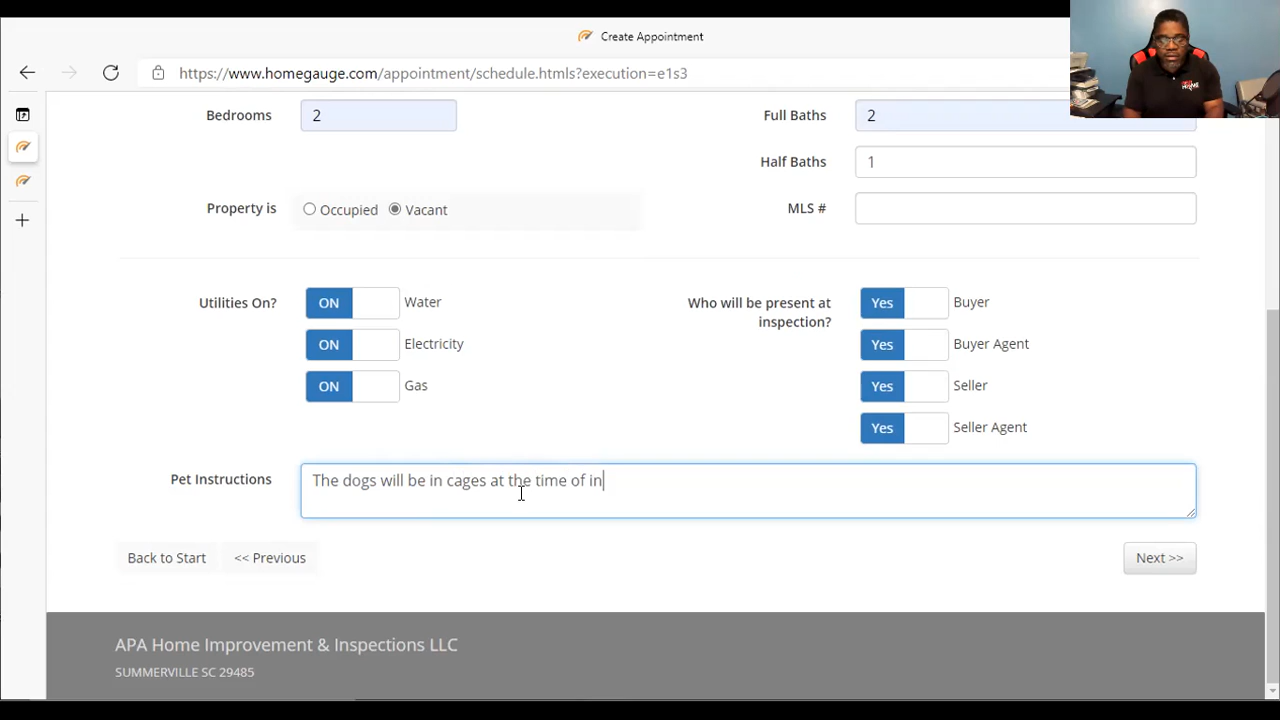 Create Appointment
https://www.homegauge.com/appointment/schedule.htmls?execution=e1s3
Bedrooms 2 Full Baths 2
Half Baths 1
Property is Occupied Vacant MLS #
Utilities On? ON Water Who will be present at inspection? Yes Buyer
ON Electricity Yes Buyer Agent
ON Gas Yes Seller
Yes Seller Agent
Pet Instructions The dogs will be in cages at the time of in
Back to Start << Previous Next >>
APA Home Improvement & Inspections LLC
SUMMERVILLE SC 29485